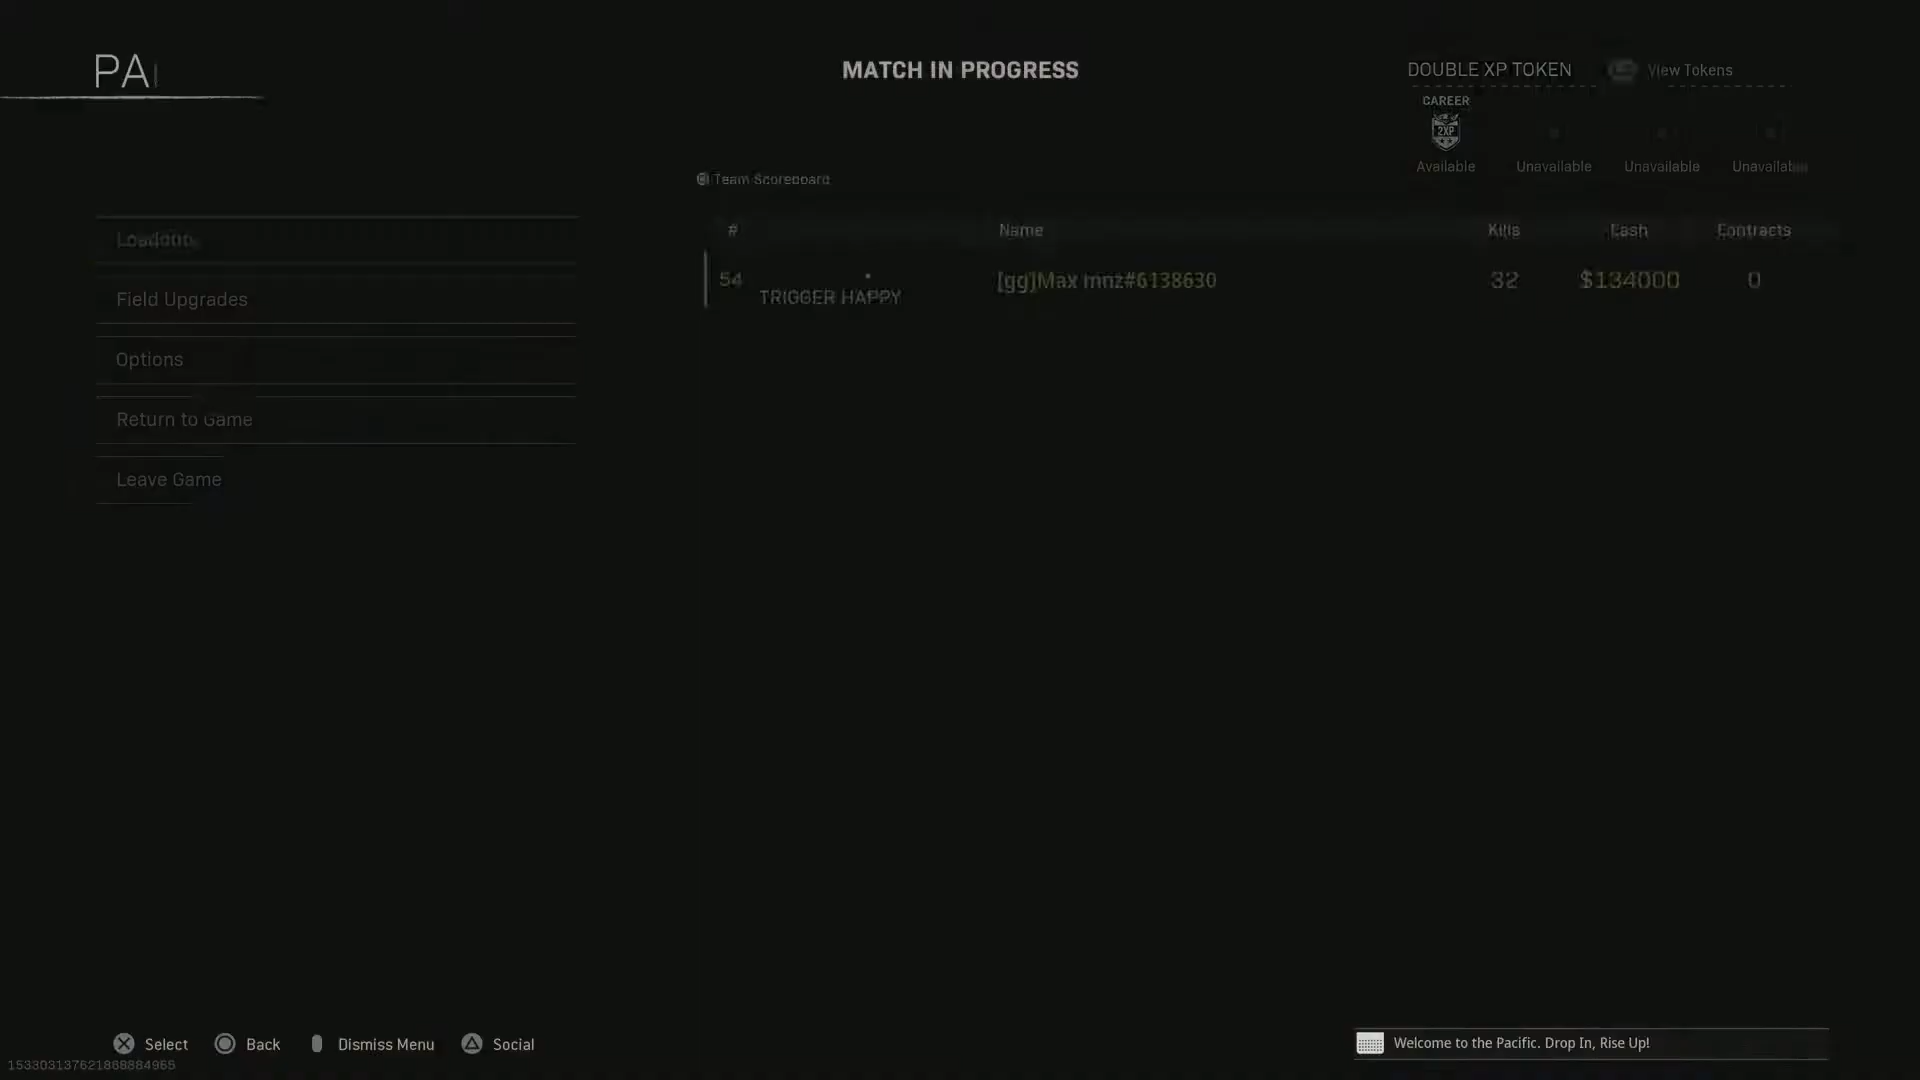 PA
MATCH IN PROGRESS
DOUBLE XP TOKEN View Tokens
CAREER
2XP
Available Unavailable Unavailable Unavailable
Team Scoreboard
# Name Kills Cash Contracts
54 TRIGGER HAPPY [gg]Max mnz#6138630 32 $134000 0
Loadout
Field Upgrades
Options
Return to Game
Leave Game
Select Back Dismiss Menu Social
Welcome to the Pacific. Drop In, Rise Up!